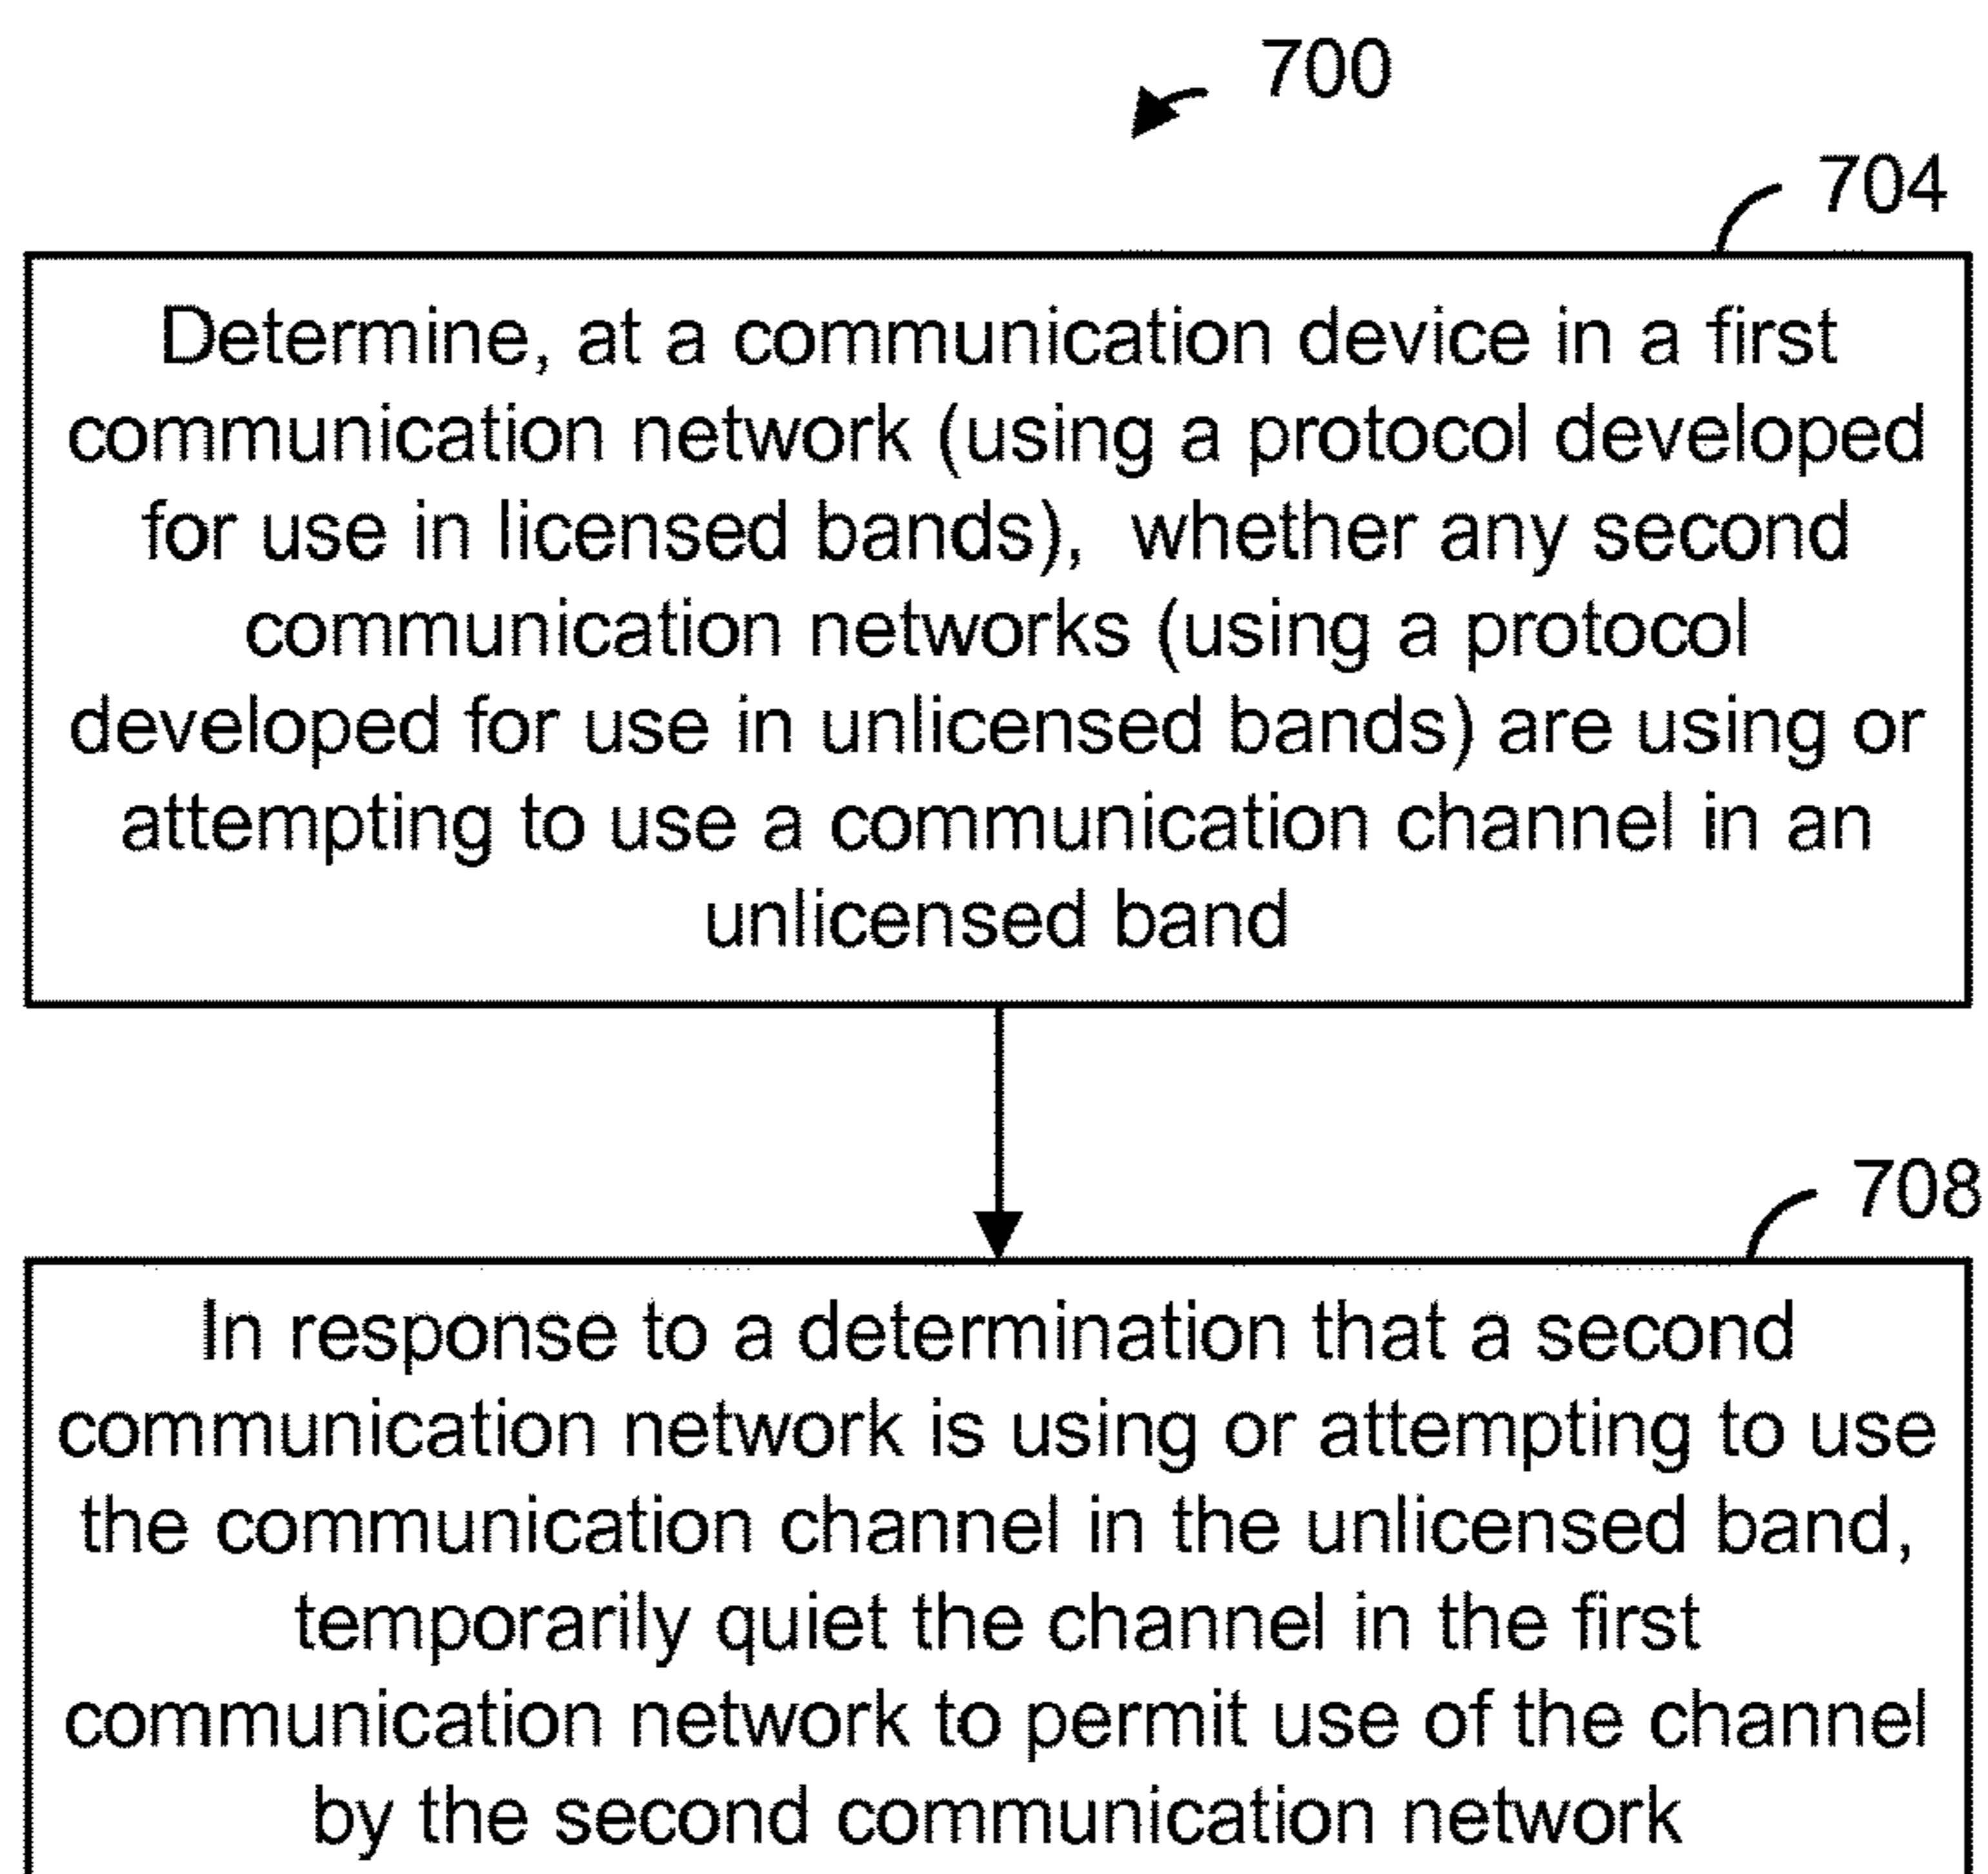 700
704
Determine, at a communication device in a first
communication network (using a protocol developed
for use in licensed bands), whether any second
communication networks (using a protocol
developed for use in unlicensed bands) are using or
attempting to use a communication channel in an
unlicensed band
708
In response to a determination that a second
communication network is using or attempting to use
the communication channel in the unlicensed band,
temporarily quiet the channel in the first
communication network to permit use of the channel
by the second communication network